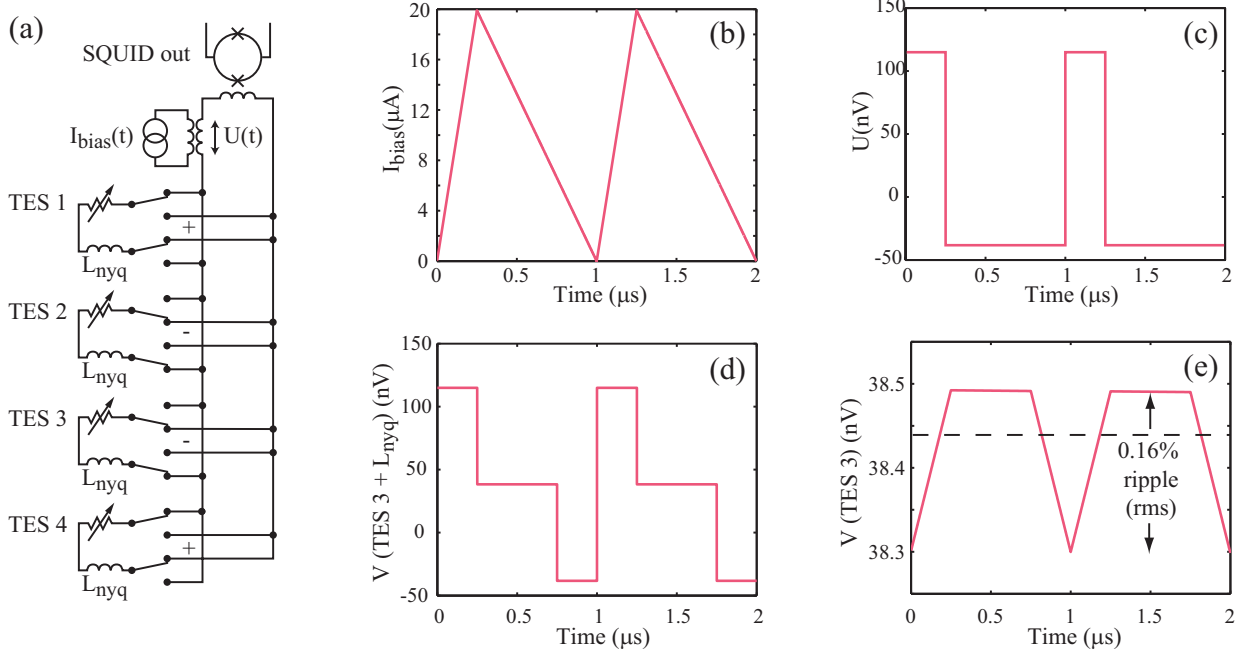 (a)
SQUID out
I_bias(t)
U(t)
TES 1
+
L_nyq
TES 2
-
L_nyq
TES 3
-
L_nyq
TES 4
+
L_nyq
(b)
20
16
12
8
4
0
I_bias(μA)
0 0.5 1 1.5 2
Time (μs)
(c)
150
100
50
0
-50
U(nV)
0 0.5 1 1.5 2
Time (μs)
(d)
150
100
50
0
-50
V (TES 3 + L_nyq) (nV)
0 0.5 1 1.5 2
Time (μs)
(e)
38.5
38.4
38.3
V (TES 3) (nV)
0.16%
ripple
(rms)
0 0.5 1 1.5 2
Time (μs)